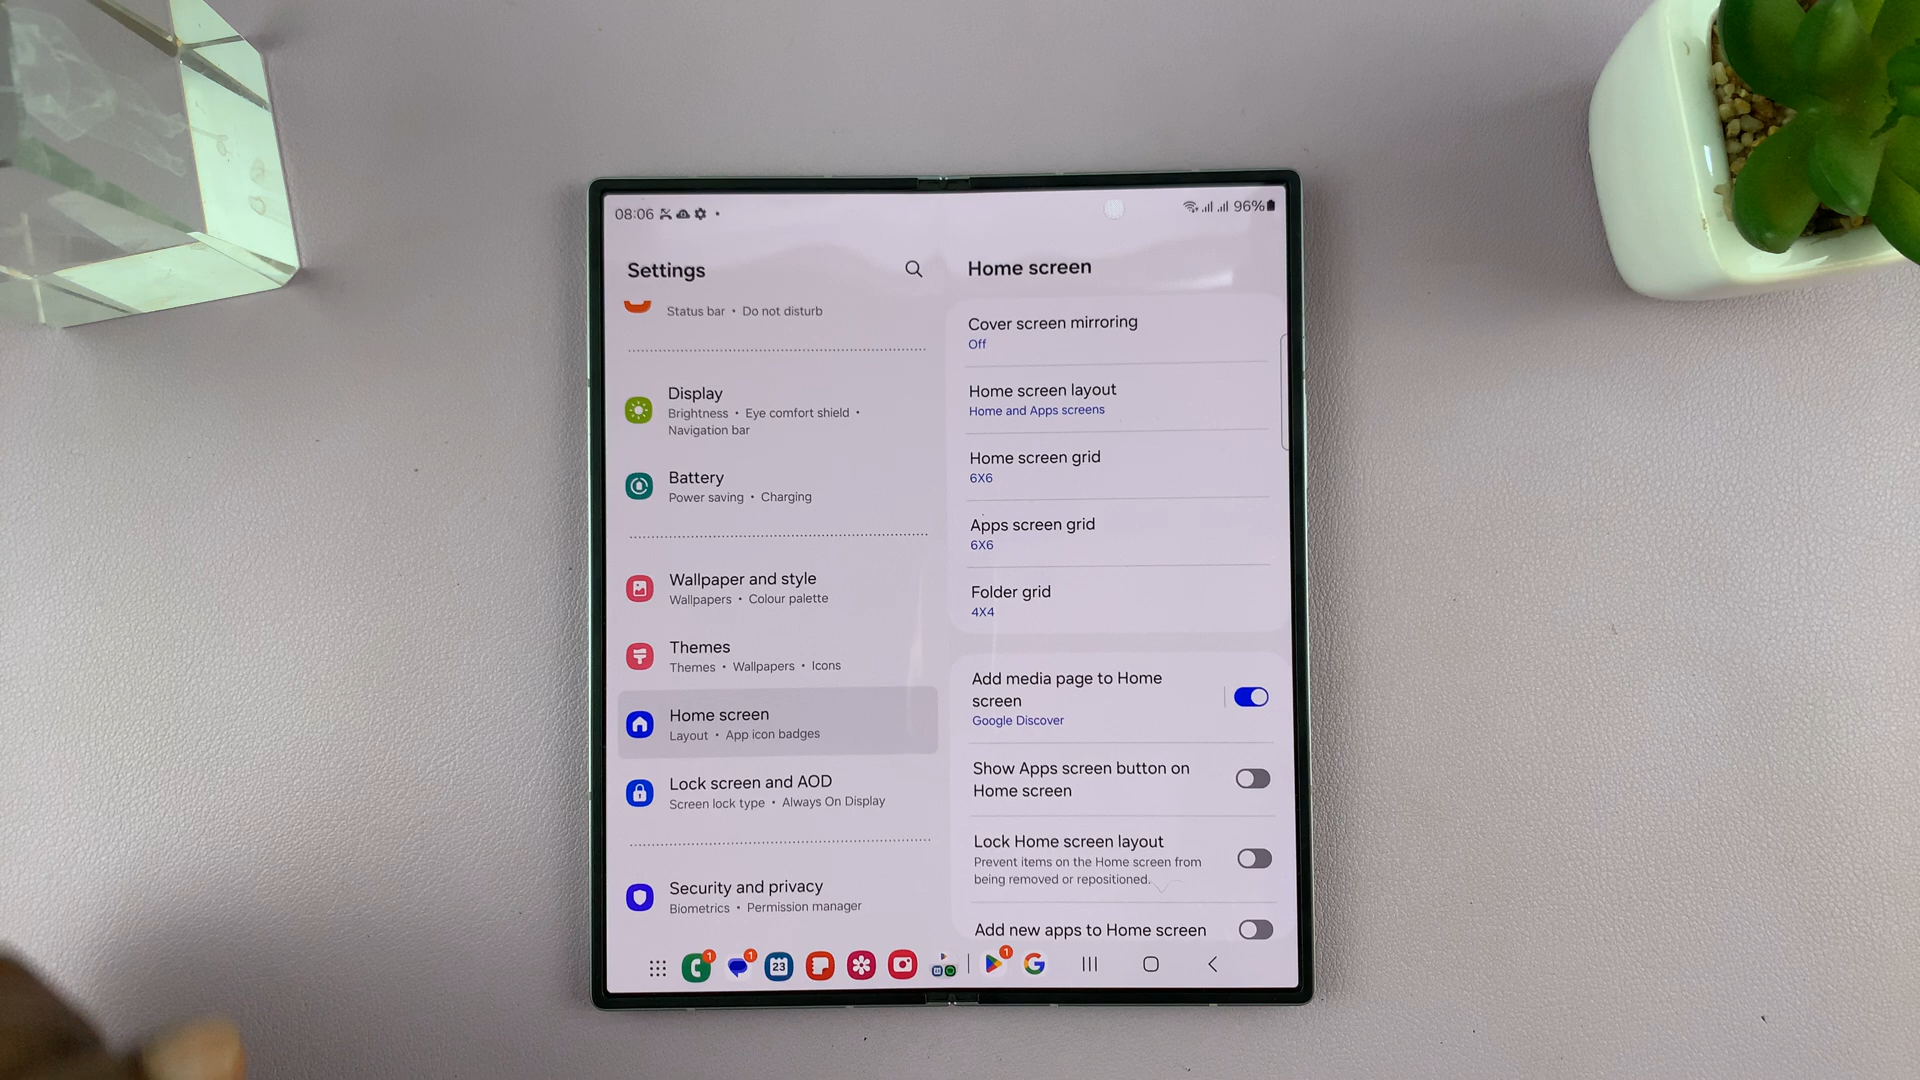 08:06
96%
Settings
Status bar • Do not disturb
Display
Brightness • Eye comfort shield •
Navigation bar
Battery
Power saving • Charging
Wallpaper and style
Wallpapers • Colour palette
Themes
Themes • Wallpapers • Icons
Home screen
Layout • App icon badges
Lock screen and AOD
Screen lock type • Always On Display
Security and privacy
Biometrics • Permission manager
Home screen
Cover screen mirroring
Off
Home screen layout
Home and Apps screens
Home screen grid
6X6
Apps screen grid
6X6
Folder grid
4X4
Add media page to Home
screen
Google Discover
Show Apps screen button on
Home screen
Lock Home screen layout
Prevent items on the Home screen from
being removed or repositioned.
Add new apps to Home screen
1
1
23
1